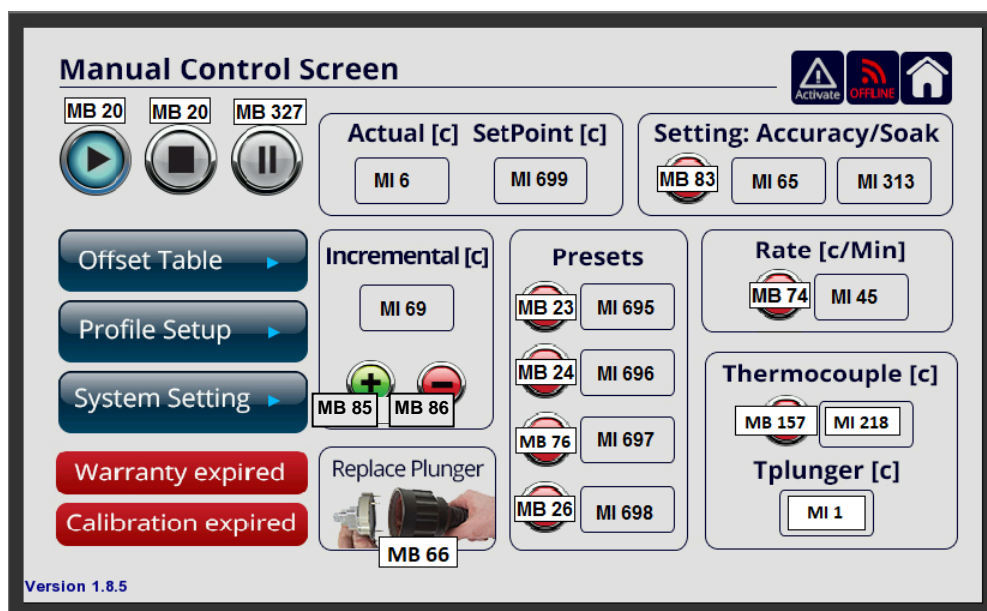 Manual Control Screen
Activate
OFFLINE
MB 20
MB 20
MB 327
Actual [c] SetPoint [c]
MI 6
MI 699
Setting: Accuracy/Soak
MB 83
MI 65
MI 313
Offset Table
Profile Setup
System Setting
Incremental [c]
MI 69
MB 85
MB 86
Presets
MB 23
MI 695
MB 24
MI 696
MB 76
MI 697
MB 26
MI 698
Rate [c/Min]
MB 74
MI 45
Thermocouple [c]
MB 157
MI 218
Tplunger [c]
MI 1
Warranty expired
Calibration expired
Replace Plunger
MB 66
Version 1.8.5